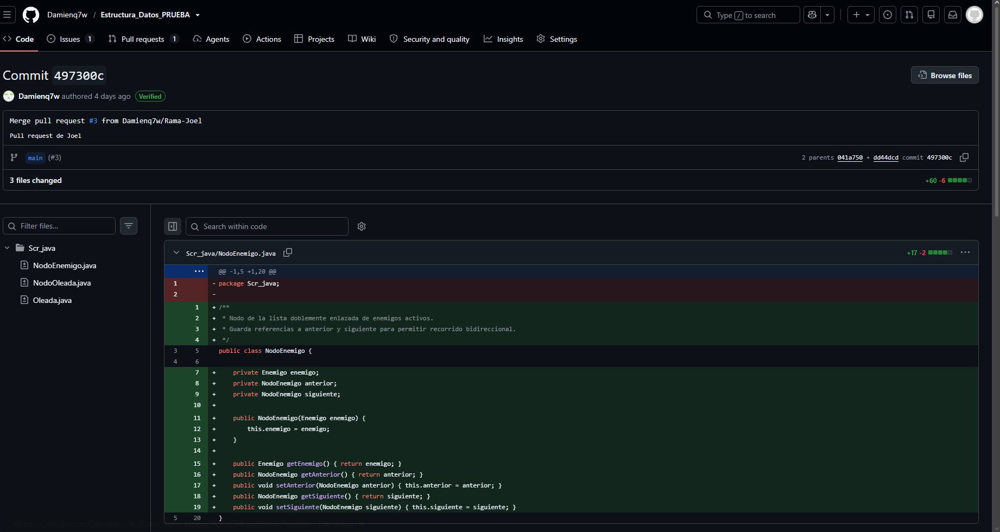 Damienq7w / Estructura_Datos_PRUEBA
Type / to search
Code Issues 1 Pull requests 1 Agents Actions Projects Wiki Security and quality Insights Settings
Commit 497300c
Browse files
Damienq7w authored 4 days ago Verified
Merge pull request #3 from Damienq7w/Rama-Joel
Pull request de Joel
main (#3)
2 parents 041a750 + dd44dcd commit 497300c
3 files changed
+60 -6
Filter files...
Search within code
Scr_java
NodoEnemigo.java
NodoOleada.java
Oleada.java
Scr_java/NodoEnemigo.java
+17 -2
@@ -1,5 +1,20 @@
1 - package Scr_java;
2 -
1 + /**
2 + * Nodo de la lista doblemente enlazada de enemigos activos.
3 + * Guarda referencias a anterior y siguiente para permitir recorrido bidireccional.
4 + */
3 5 public class NodoEnemigo {
4 6
7 + private Enemigo enemigo;
8 + private NodoEnemigo anterior;
9 + private NodoEnemigo siguiente;
10 +
11 + public NodoEnemigo(Enemigo enemigo) {
12 + this.enemigo = enemigo;
13 + }
14 +
15 + public Enemigo getEnemigo() { return enemigo; }
16 + public NodoEnemigo getAnterior() { return anterior; }
17 + public void setAnterior(NodoEnemigo anterior) { this.anterior = anterior; }
18 + public NodoEnemigo getSiguiente() { return siguiente; }
19 + public void setSiguiente(NodoEnemigo siguiente) { this.siguiente = siguiente; }
5 20 }